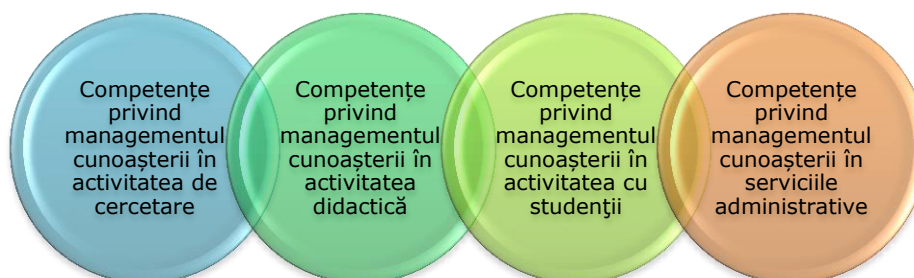 Competențe
privind
managementul
cunoașterii în
activitatea de
cercetare
Competențe
privind
managementul
cunoașterii în
activitatea
didactică
Competențe
privind
managementul
cunoașterii în
activitatea cu
studenţii
Competențe
privind
managementul
cunoașterii în
serviciile
administrative